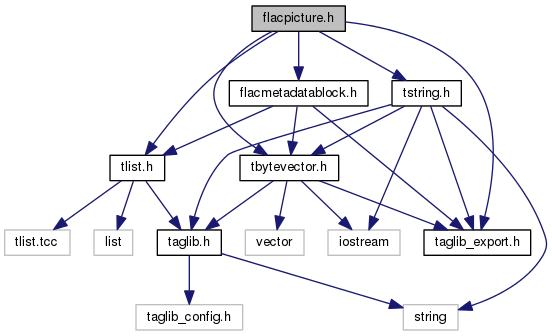 flacpicture.h
flacmetadatablock.h
tstring.h
tlist.h
tbytevector.h
tlist.tcc
list
taglib.h
vector
iostream
taglib_export.h
taglib_config.h
string